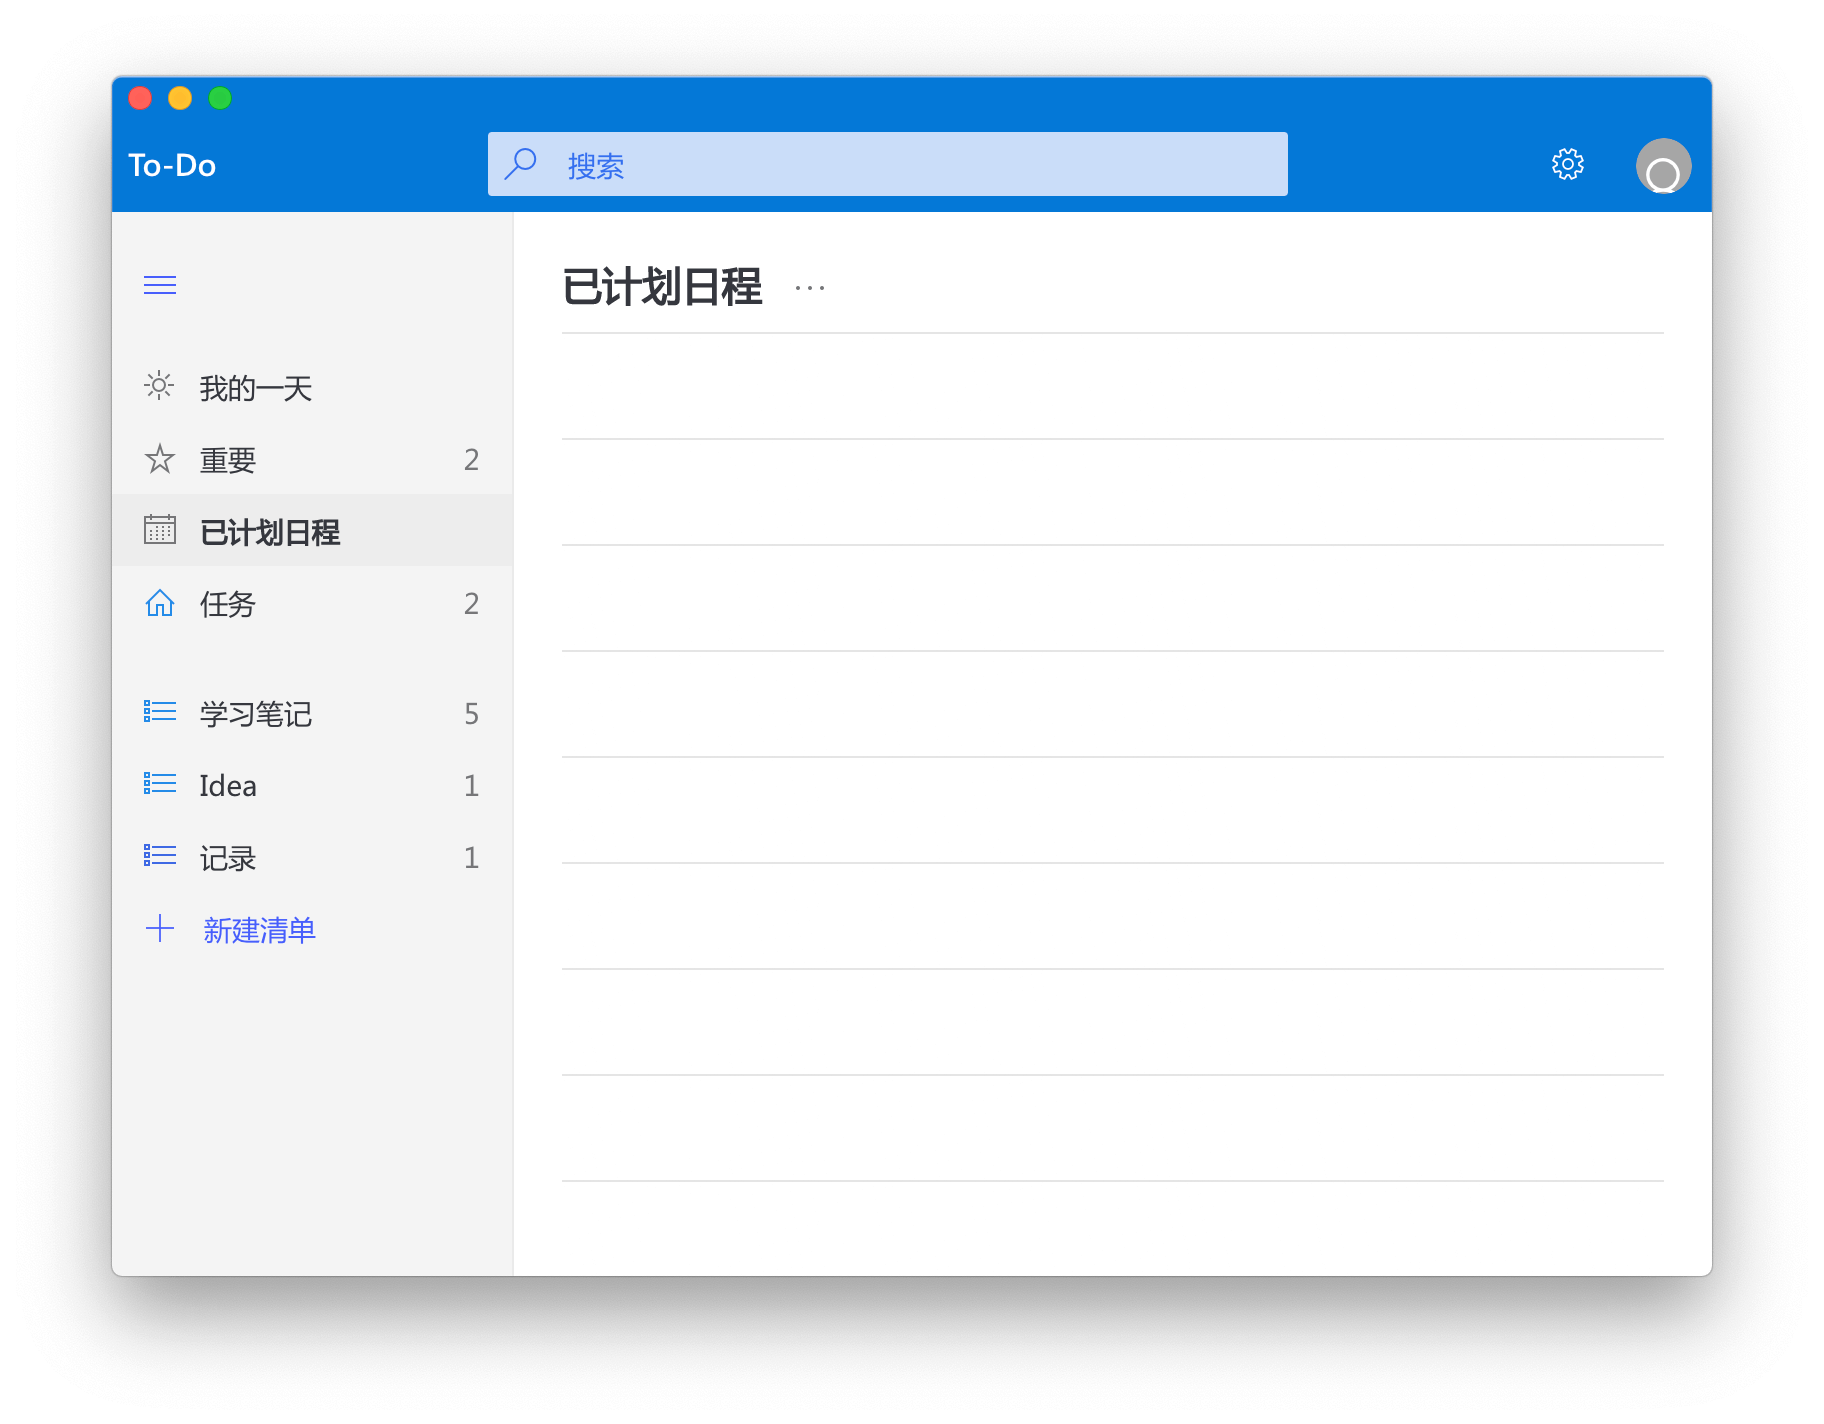 To-Do
搜索
已计划日程 ···
我的一天
重要 2
已计划日程
任务 2
学习笔记 5
Idea 1
记录 1
新建清单